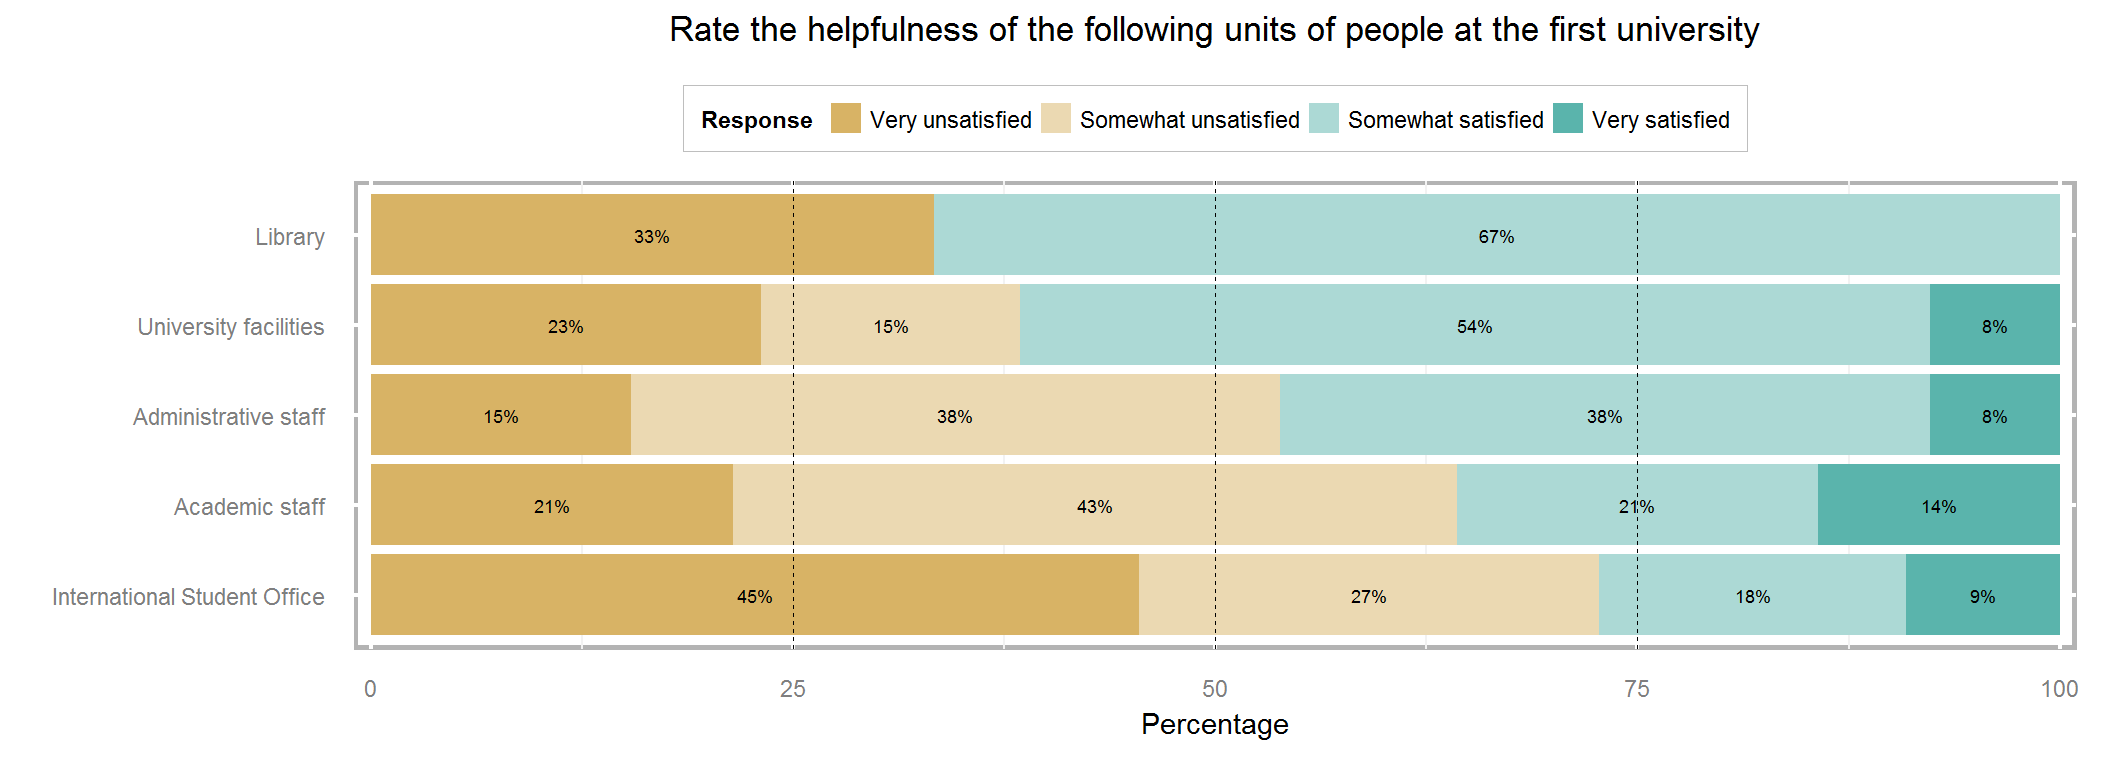 Rate the helpfulness of the following units of people at the first university
Response Very unsatisfied Somewhat unsatisfied Somewhat satisfied Very satisfied
Library 33% 67%
University facilities 23% 15% 54% 8%
Administrative staff 15% 38% 38% 8%
Academic staff 21% 43% 21% 14%
International Student Office 45% 27% 18% 9%
0 25 50 75 100
Percentage